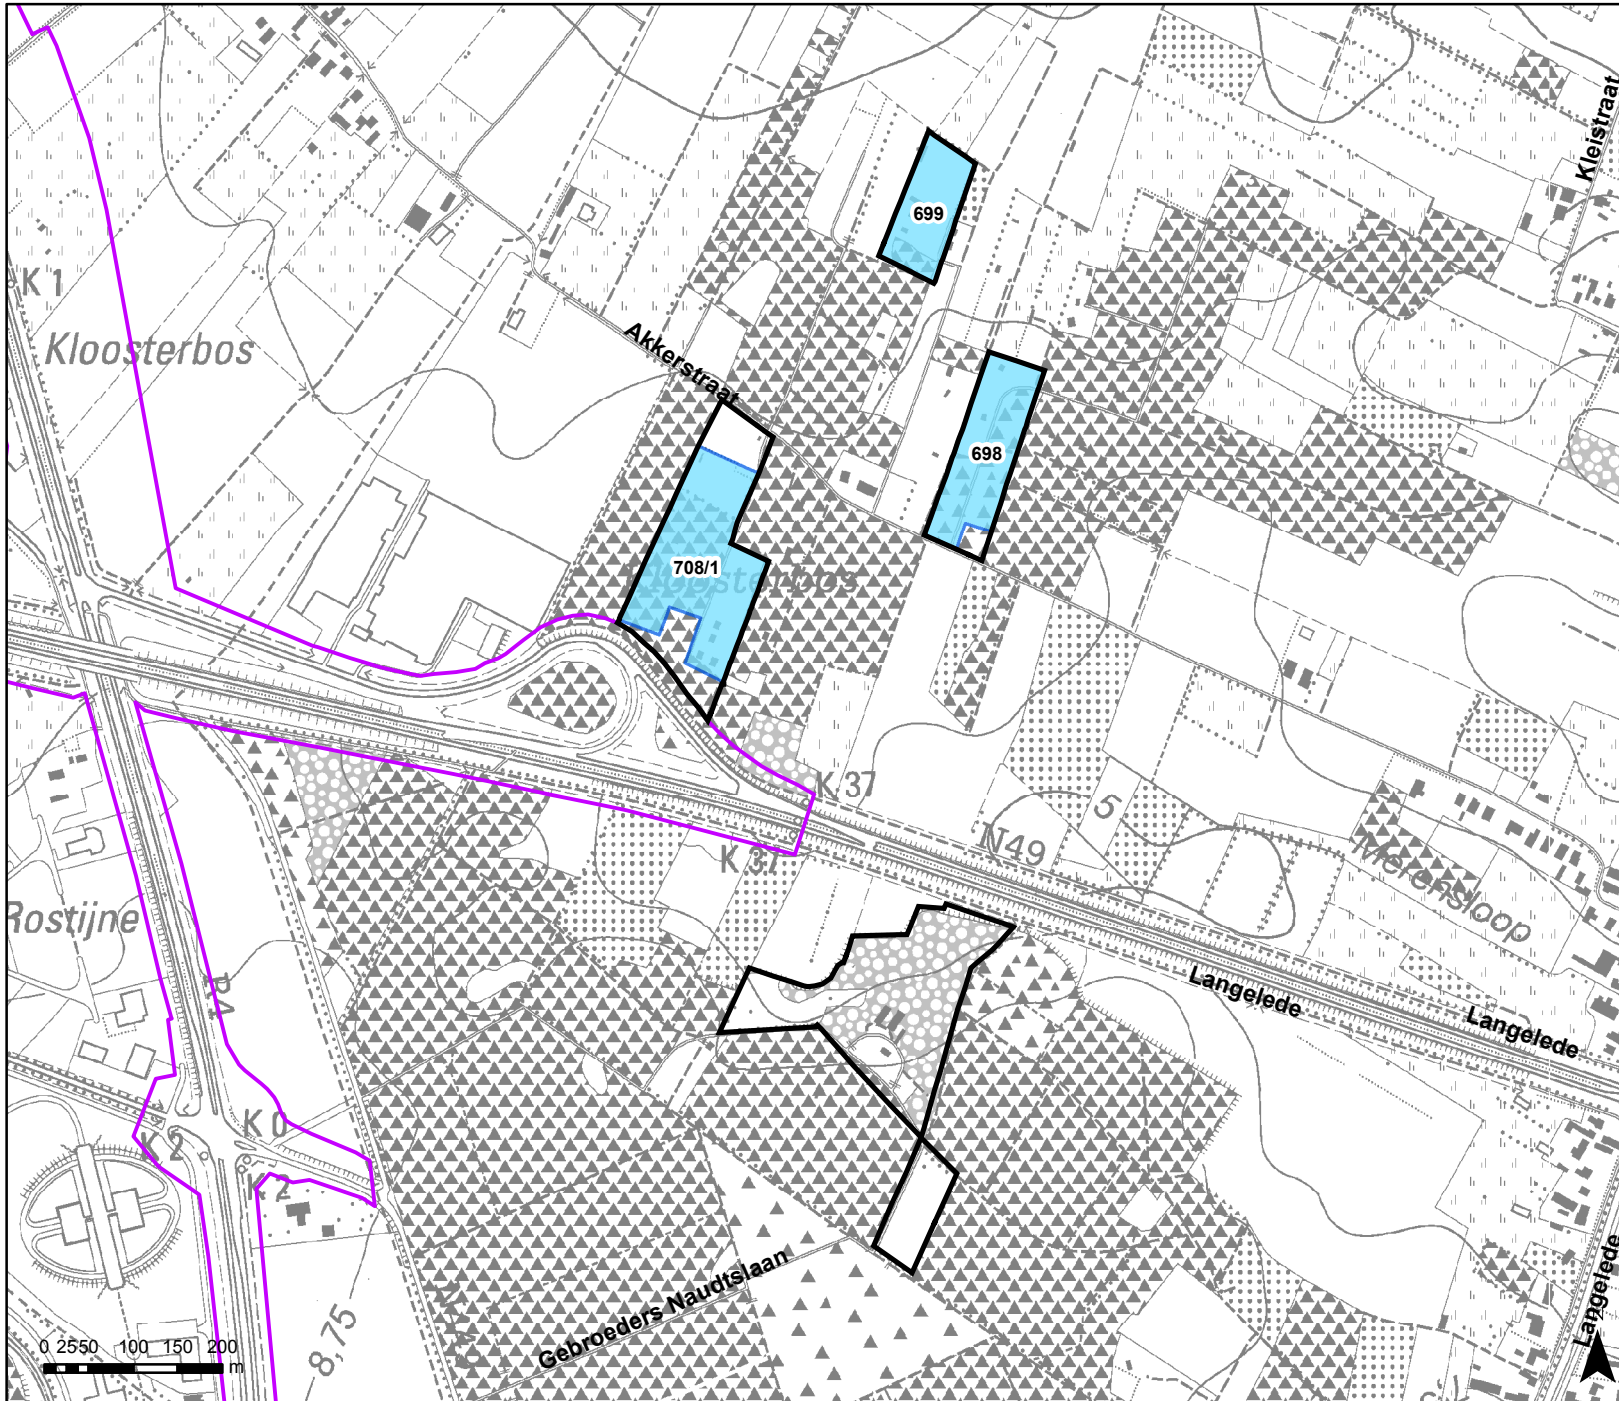 Kleistraat
699
K 1
Kloosterbos
Akkerstraat
698
708/1
Kloosterbos
K 37
5
N49
K 37
Merensloop
Rostijne
R4
Langelede
Langelede
K 0
K 2
K 2
Langelede
Gebroeders Naudtslaan
8,75
0 25 50 100 150 200
m